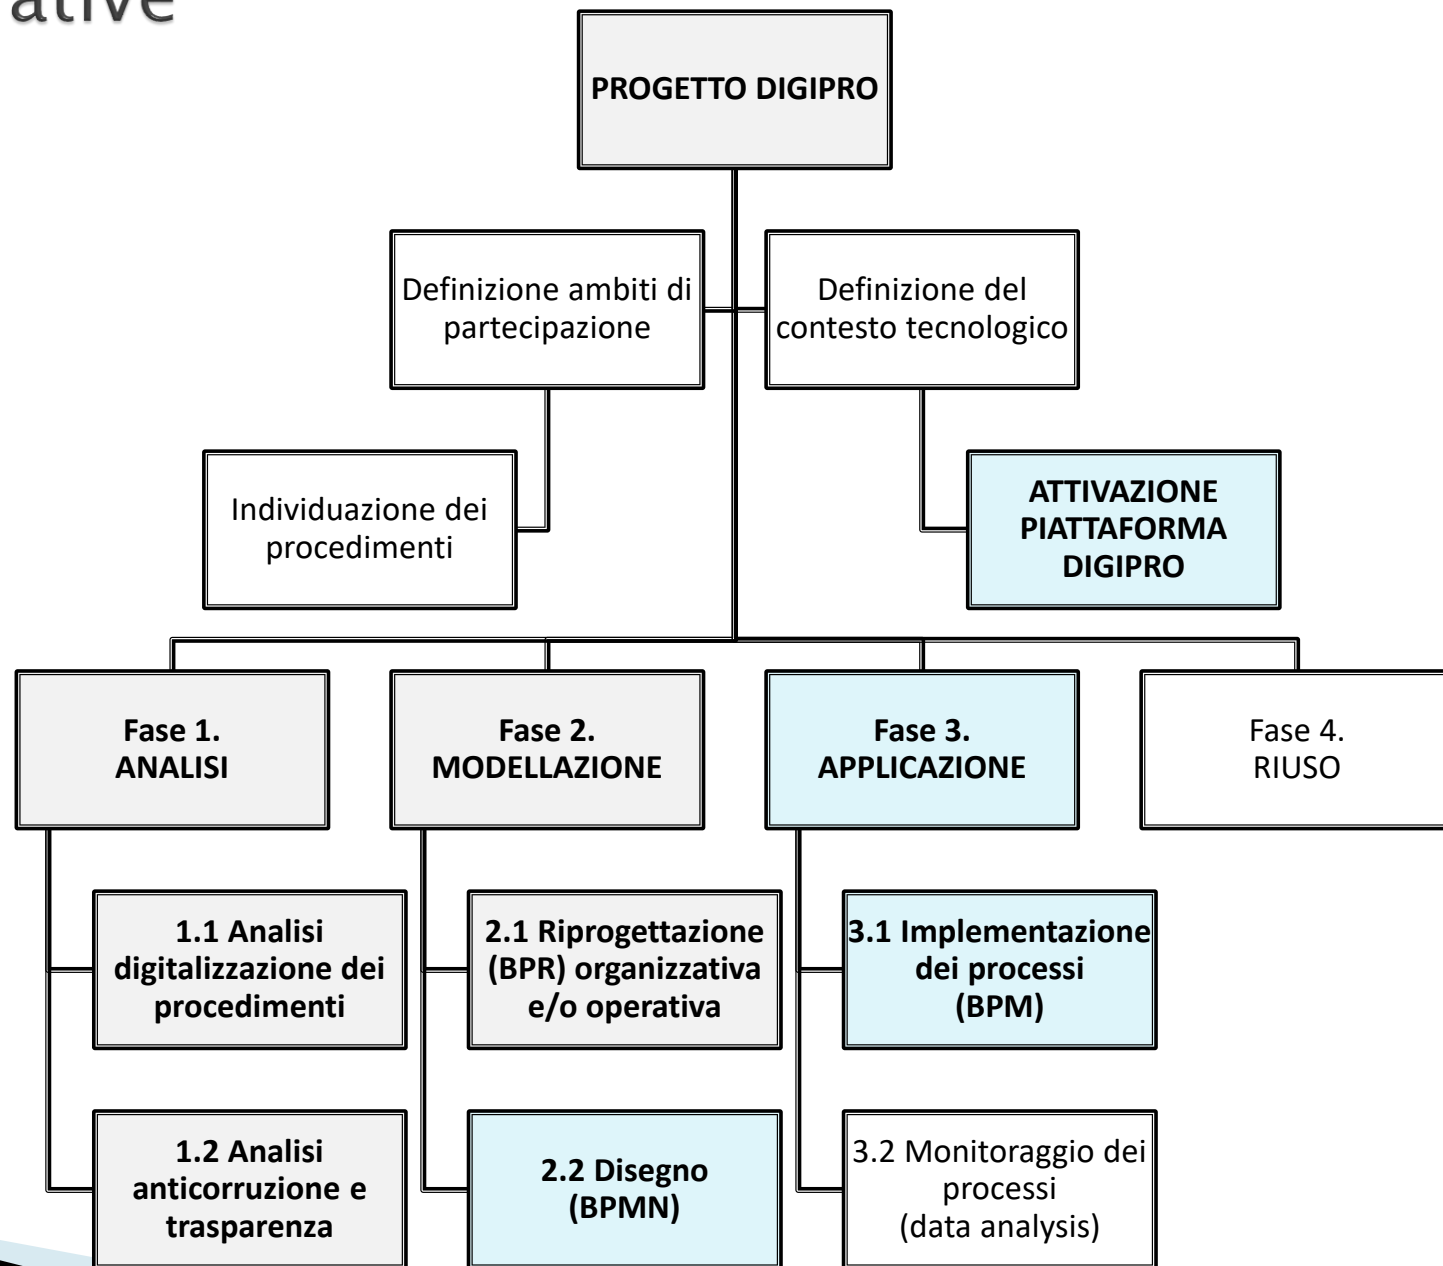 PROGETTO DIGIPRO
Definizione ambiti di
partecipazione
Definizione del
contesto tecnologico
Individuazione dei
procedimenti
ATTIVAZIONE
PIATTAFORMA
DIGIPRO
Fase 1.
ANALISI
Fase 2.
MODELLAZIONE
Fase 3.
APPLICAZIONE
Fase 4.
RIUSO
1.1 Analisi
digitalizzazione dei
procedimenti
2.1 Riprogettazione
(BPR) organizzativa
e/o operativa
3.1 Implementazione
dei processi
(BPM)
1.2 Analisi
anticorruzione e
trasparenza
2.2 Disegno
(BPMN)
3.2 Monitoraggio dei
processi
(data analysis)